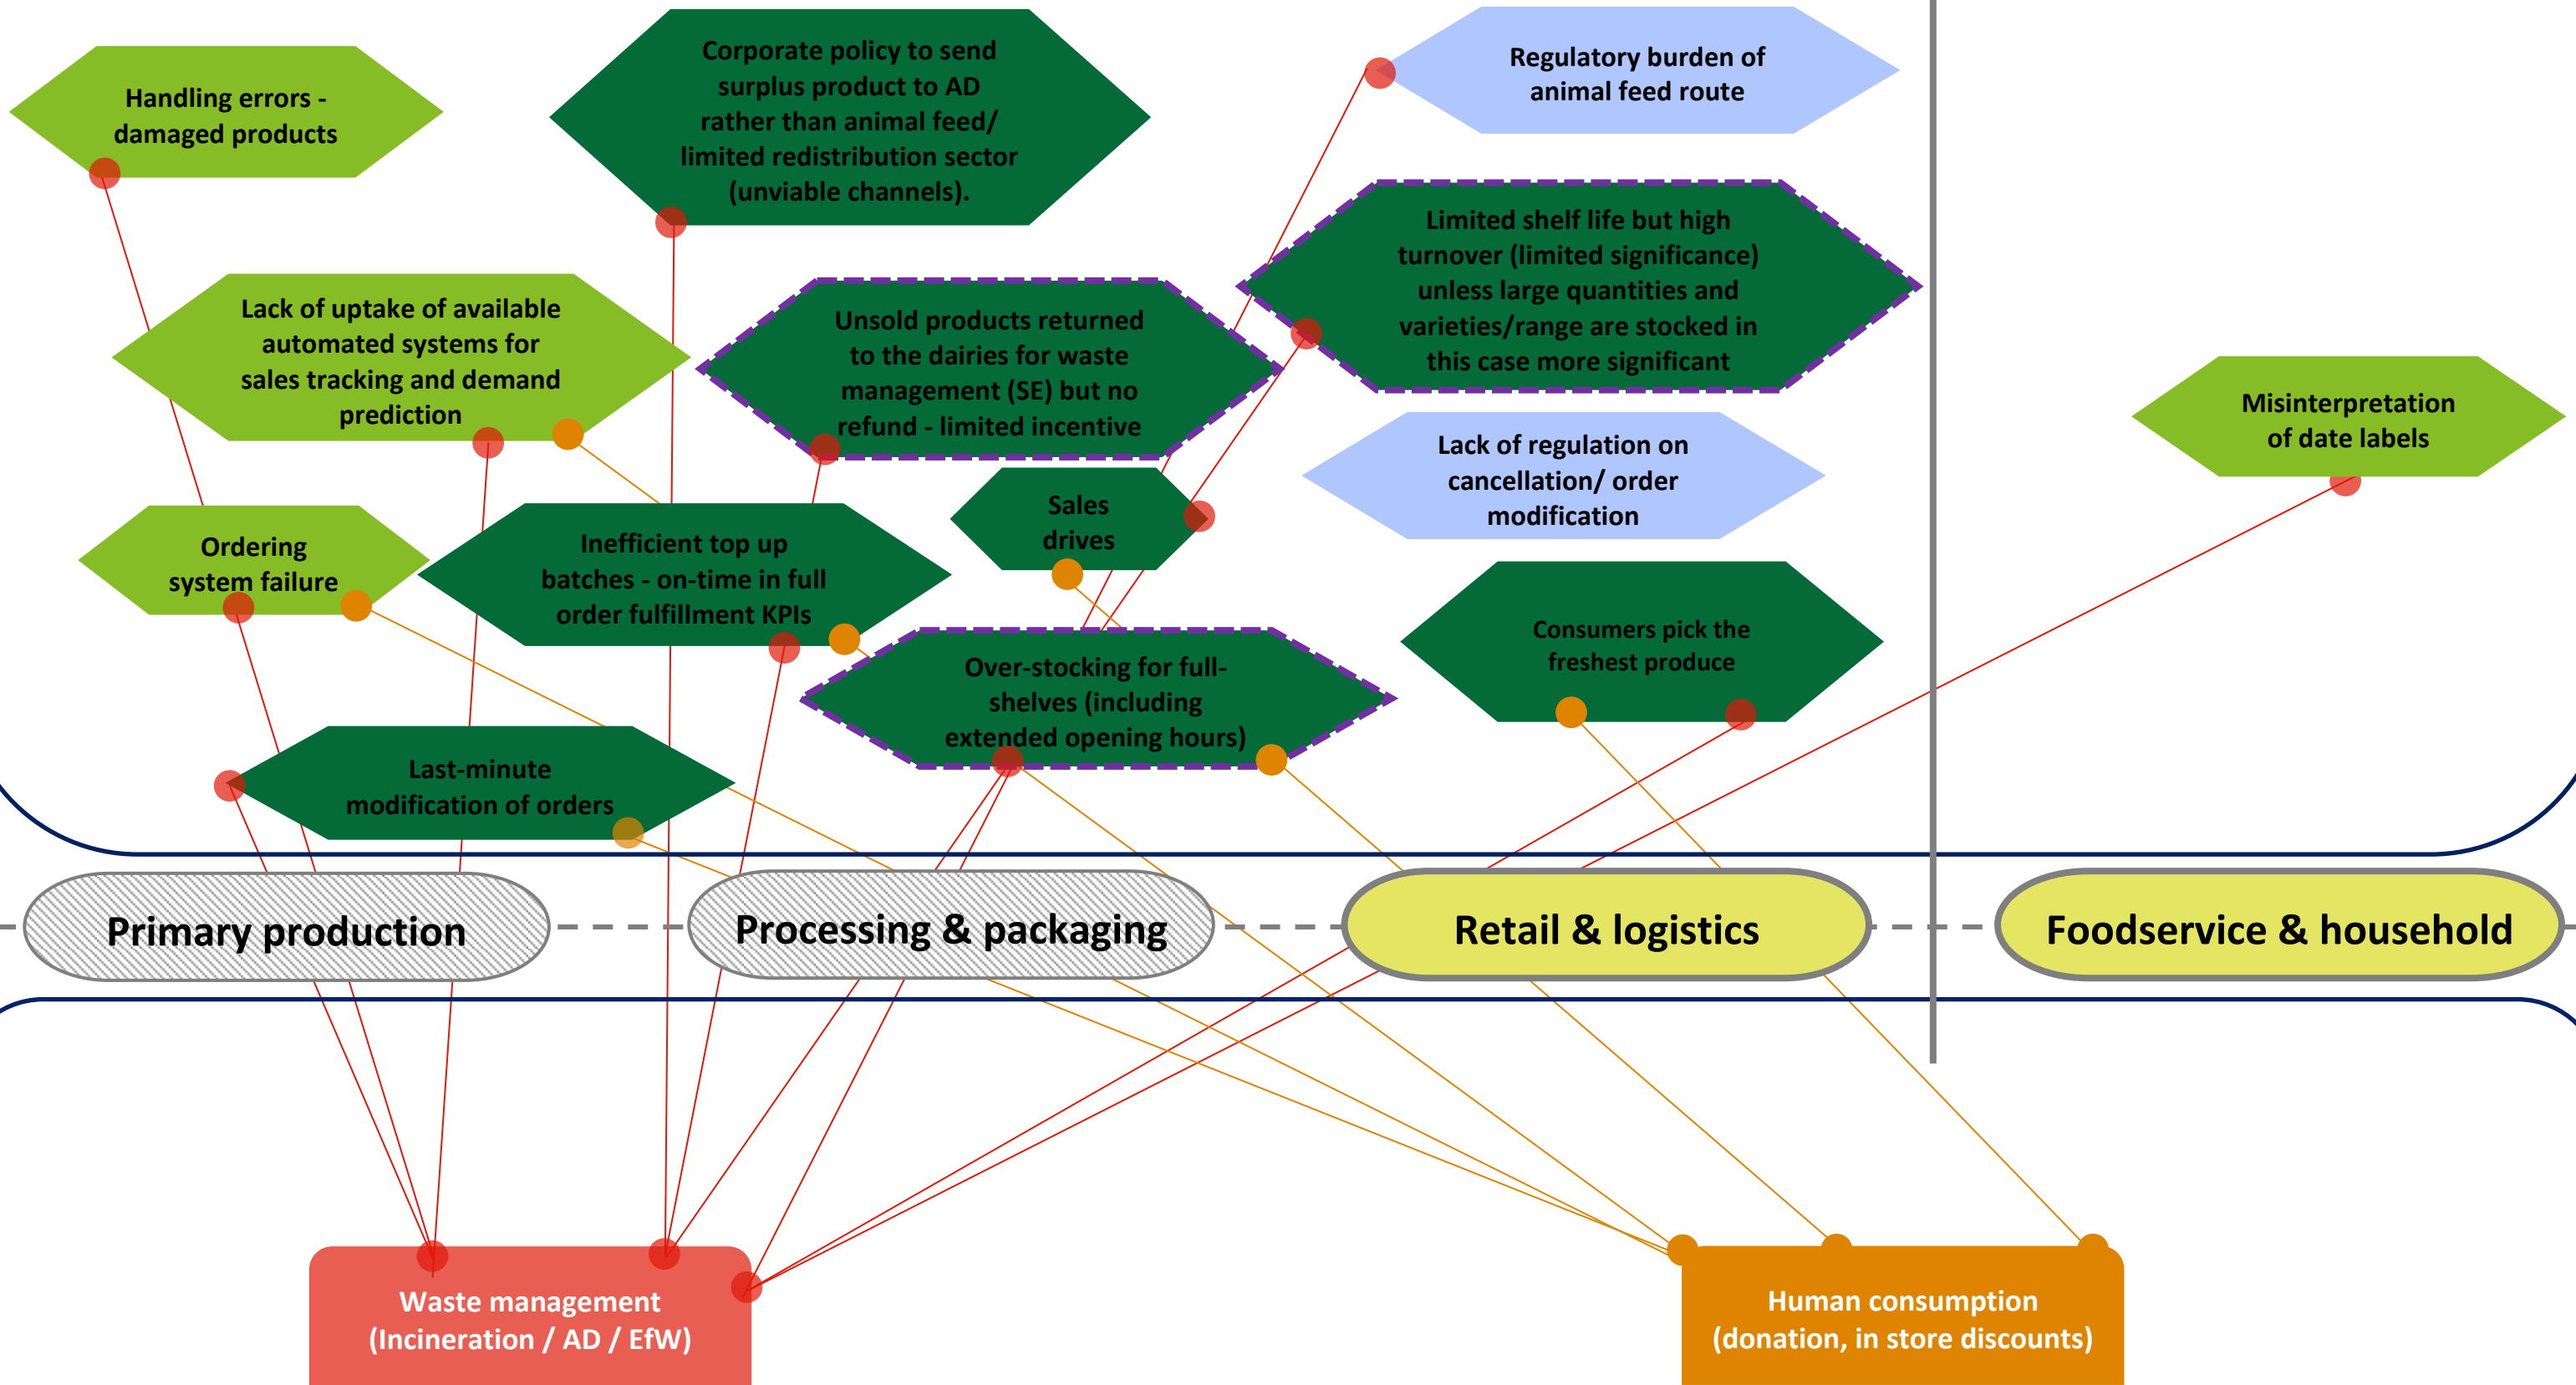 Handling errors -
damaged products
Corporate policy to send
surplus product to AD
rather than animal feed/
limited redistribution sector
(unviable channels).
Regulatory burden of
animal feed route
Limited shelf life but high
turnover (limited significance)
unless large quantities and
varieties/range are stocked in
this case more significant
Lack of uptake of available
automated systems for
sales tracking and demand
prediction
Unsold products returned
to the dairies for waste
management (SE) but no
refund - limited incentive
Misinterpretation
of date labels
Lack of regulation on
cancellation/ order
modification
Sales
drives
Ordering
system failure
Inefficient top up
batches - on-time in full
order fulfillment KPIs
Consumers pick the
freshest produce
Over-stocking for full-
shelves (including
extended opening hours)
Last-minute
modification of orders
Primary production
Processing & packaging
Retail & logistics
Foodservice & household
Waste management
(Incineration / AD / EfW)
Human consumption
(donation, in store discounts)